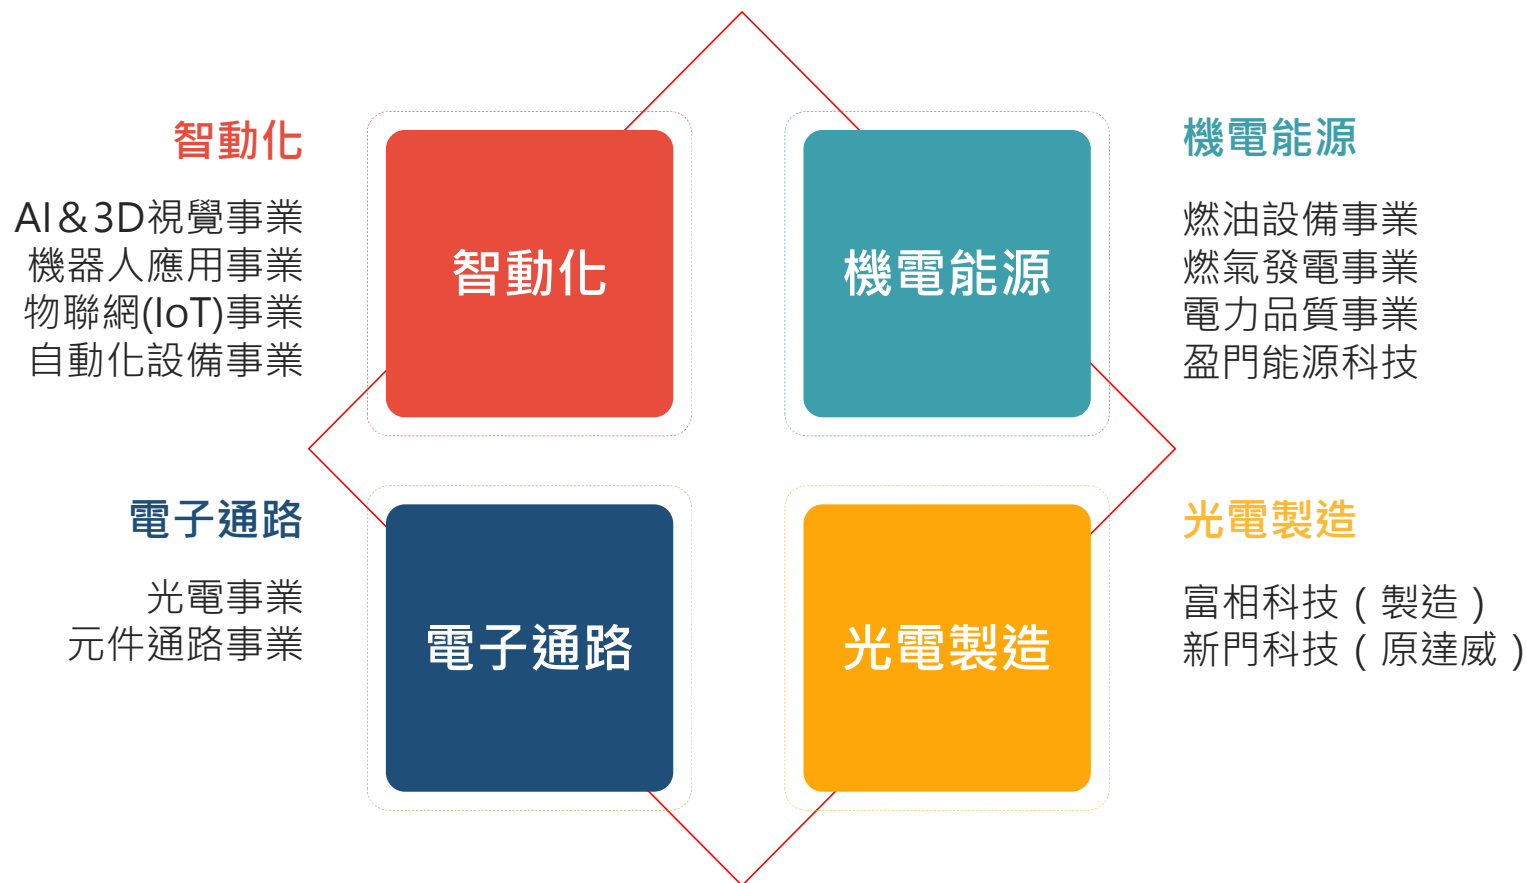 智動化
AI＆3D視覺事業
機器人應用事業
物聯網(IoT)事業
自動化設備事業
智動化
機電能源
機電能源
燃油設備事業
燃氣發電事業
電力品質事業
盈門能源科技
電子通路
光電事業
元件通路事業
電子通路
光電製造
光電製造
富相科技（製造）
新門科技（原達威）